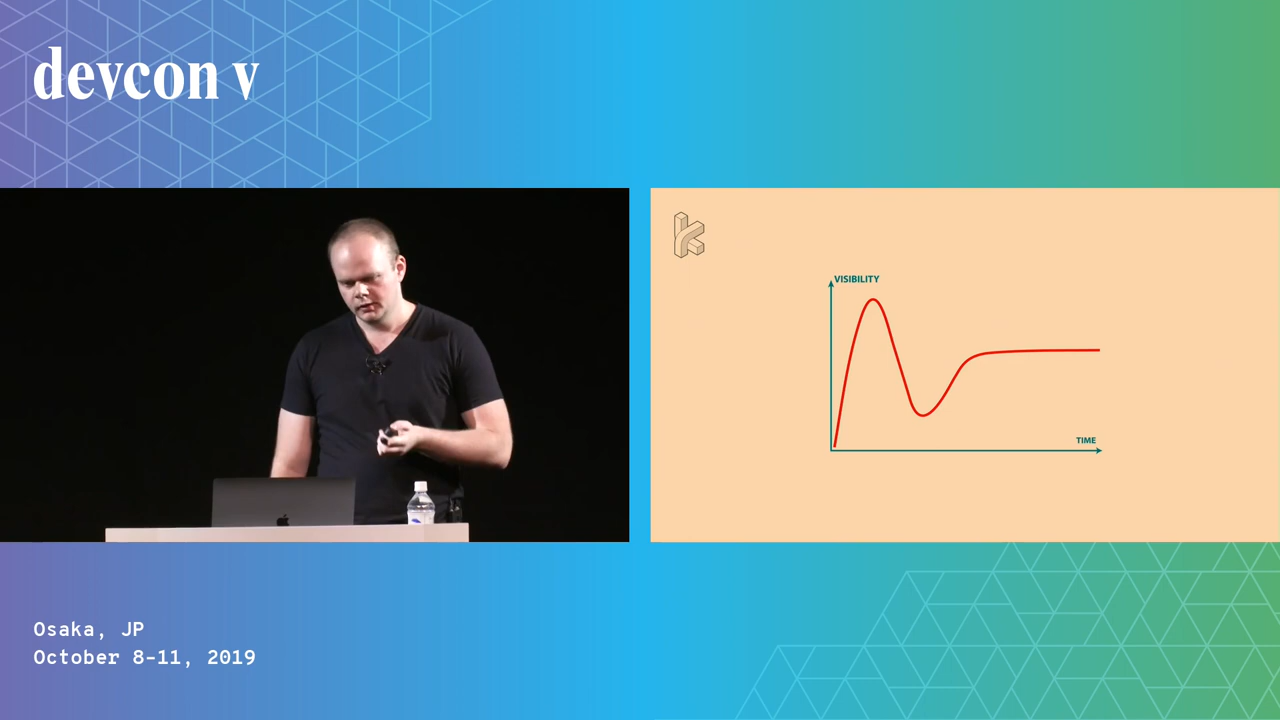 devcon v
VISIBILITY
TIME
Osaka, JP
October 8-11, 2019